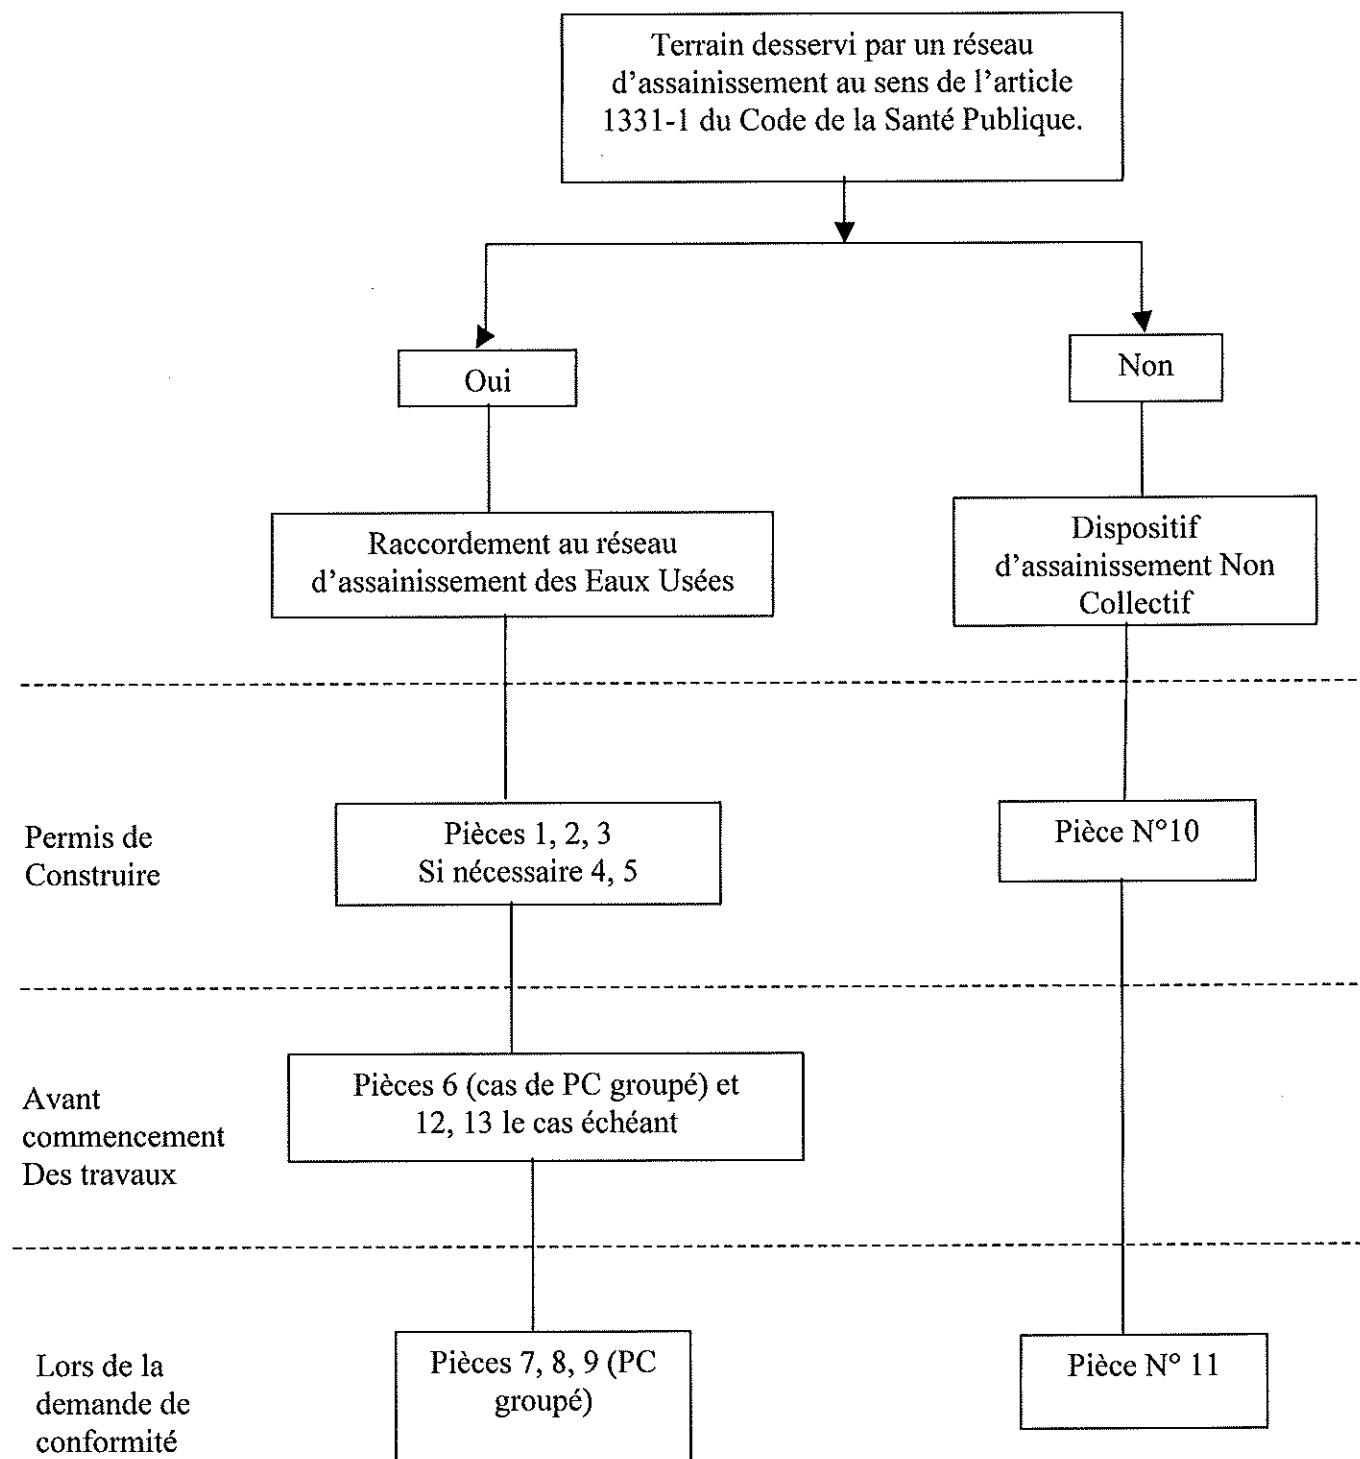 Terrain desservi par un réseau
d'assainissement au sens de l'article
1331-1 du Code de la Santé Publique.
Oui
Non
Raccordement au réseau
d'assainissement des Eaux Usées
Dispositif
d'assainissement Non
Collectif
Permis de
Construire
Pièces 1, 2, 3
Si nécessaire 4, 5
Pièce N°10
Avant
commencement
Des travaux
Pièces 6 (cas de PC groupé) et
12, 13 le cas échéant
Lors de la
demande de
conformité
Pièces 7, 8, 9 (PC
groupé)
Pièce N° 11